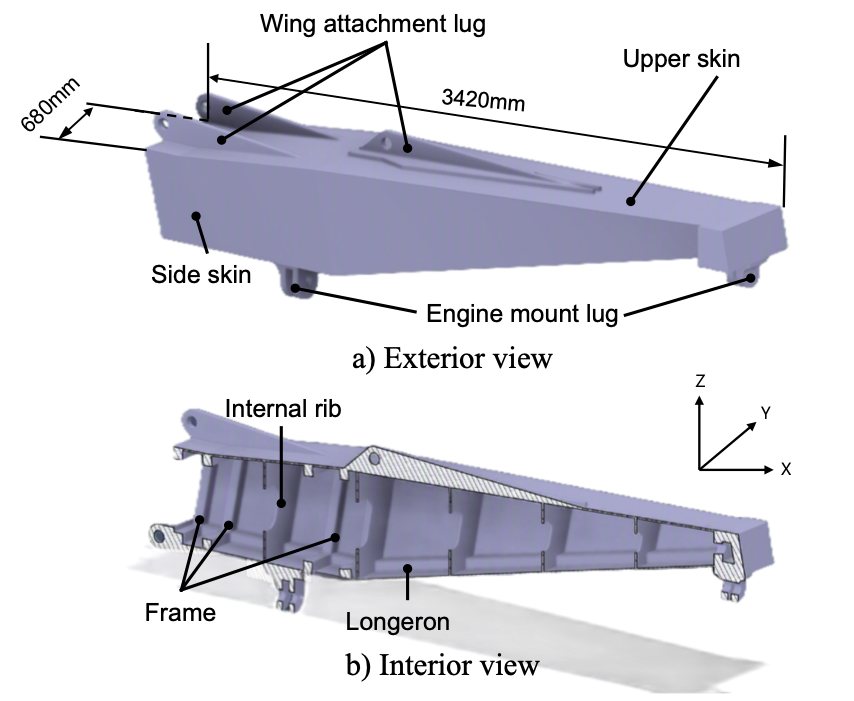 Wing attachment lug
Upper skin
3420mm
680mm
Side skin
Engine mount lug
a) Exterior view
Z
Y
X
Internal rib
Frame
Longeron
b) Interior view